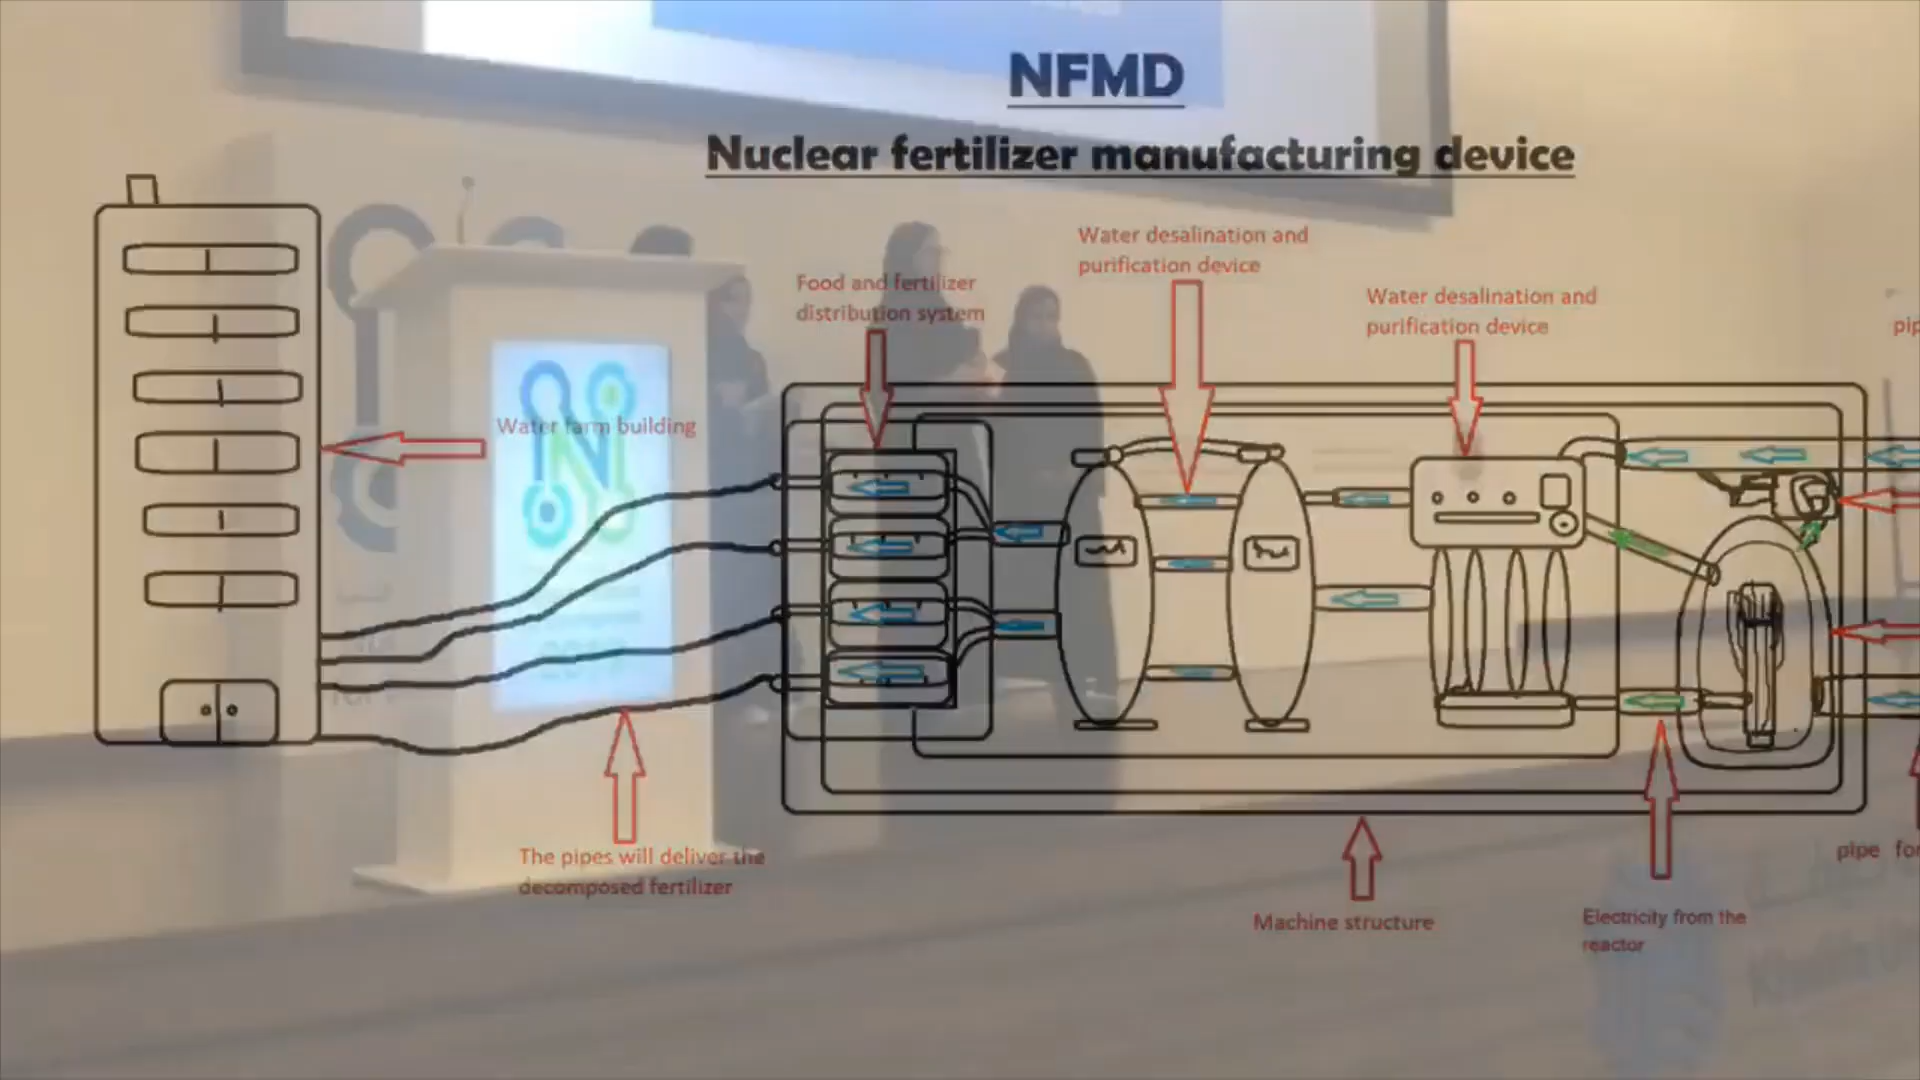 NFMD
Nuclear fertilizer manufacturing device
Water desalination and
purification device
Food and fertilizer
distribution system
Water desalination and
purification device
Water farm building
The pipes will deliver the
decomposed fertilizer
Machine structure
Electricity from the
reactor
pipe